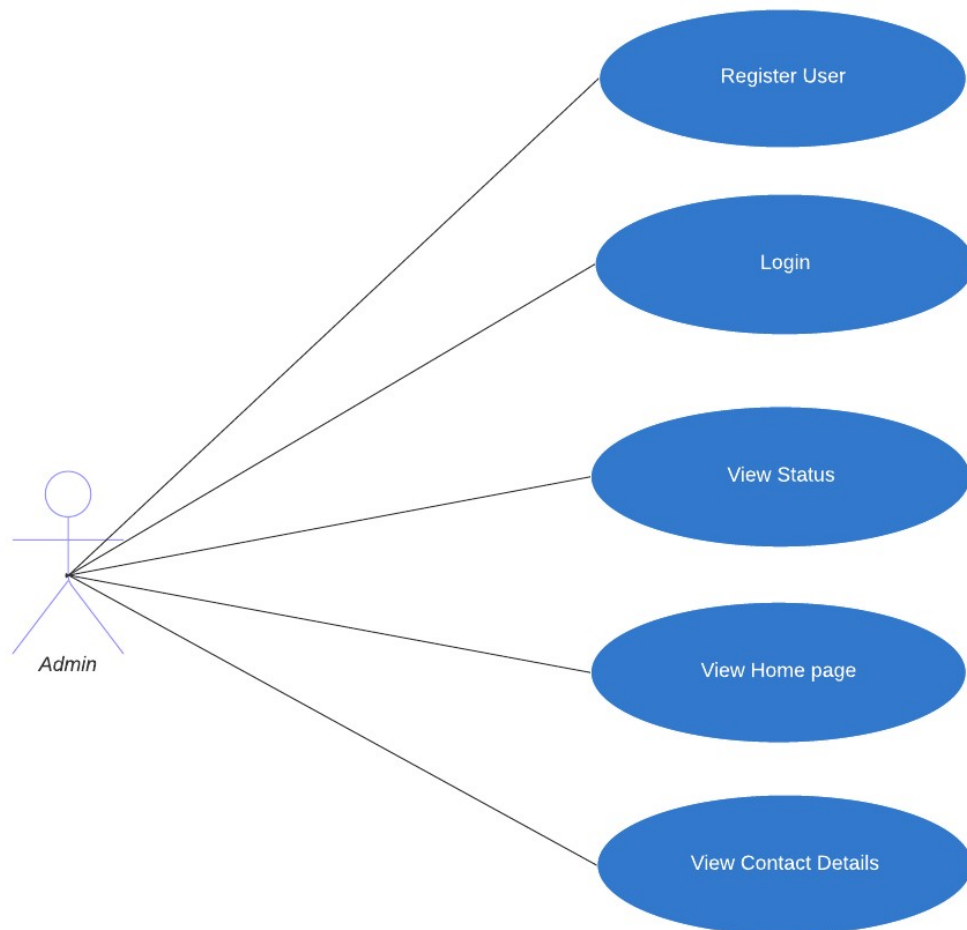 Register User
Login
View Status
View Home page
Admin
View Contact Details